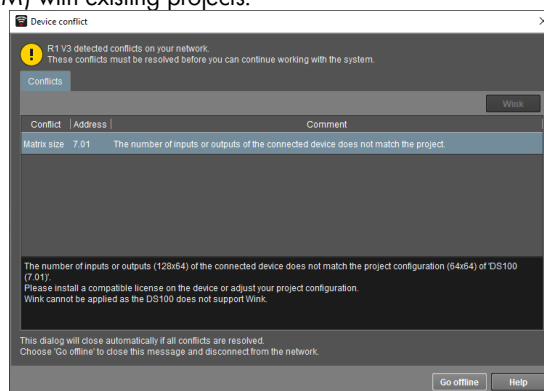 M) with existing projects.
Device conflict
R1 V3 detected conflicts on your network.
These conflicts must be resolved before you can continue working with the system.
Conflicts
Wink
Conflict Address Comment
Matrix size 7.01 The number of inputs or outputs of the connected device does not match the project.
The number of inputs or outputs (128x64) of the connected device does not match the project configuration (64x64) of 'DS100
(7.01)'.
Please install a compatible license on the device or adjust your project configuration.
Wink cannot be applied as the DS100 does not support Wink.
This dialog will close automatically if all conflicts are resolved.
Choose 'Go offline' to close this message and disconnect from the network.
Go offline Help